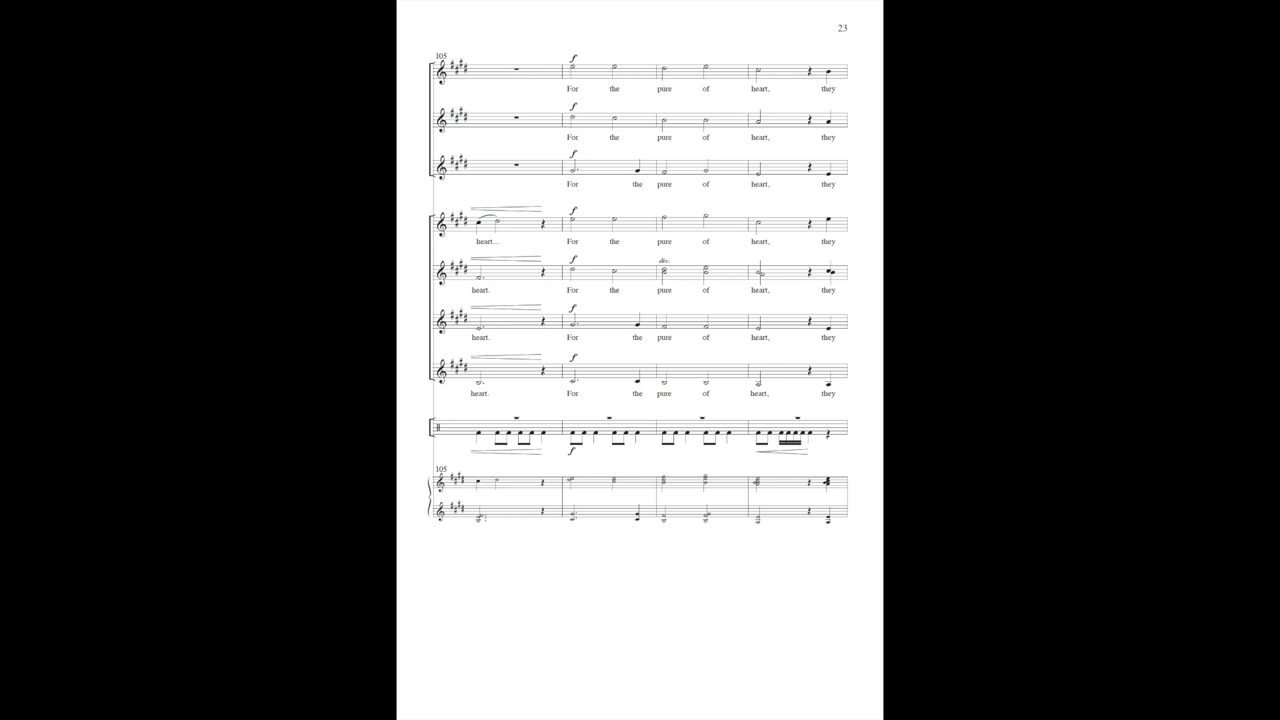 23
105
f
For the pure of heart, they
f
For the pure of heart, they
f
For the pure of heart, they
f
heart. For the pure of heart, they
f div.
heart. For the pure of heart, they
f
heart. For the pure of heart, they
f
heart. For the pure of heart, they
f
105